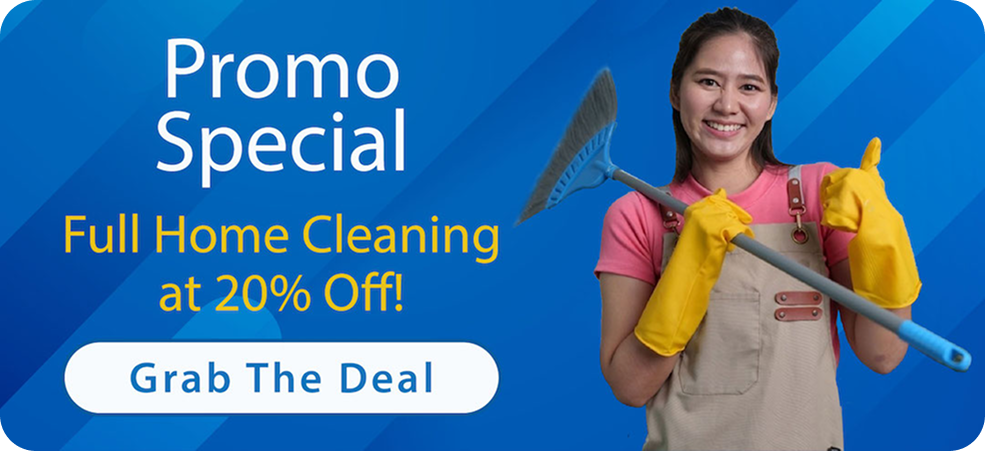 Promo
Special
Full Home Cleaning
at 20% Off!
Grab The Deal